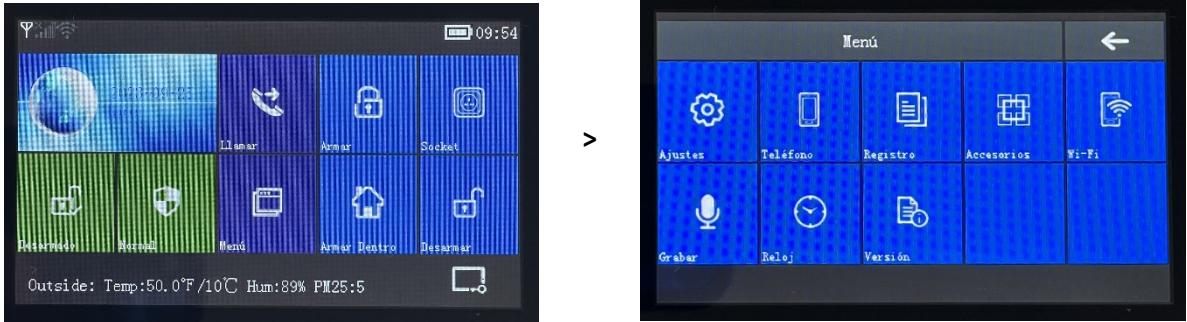 09:54
Llamar
Armar
Socket
Desarmado
Normal
Menú
Armar Dentro
Desarmar
Outside: Temp:50.0°F/10℃ Hum:89% PM25:5
>
Menú
Ajustes
Teléfono
Registro
Accesorios
Wi-Fi
Grabar
Reloj
Versión